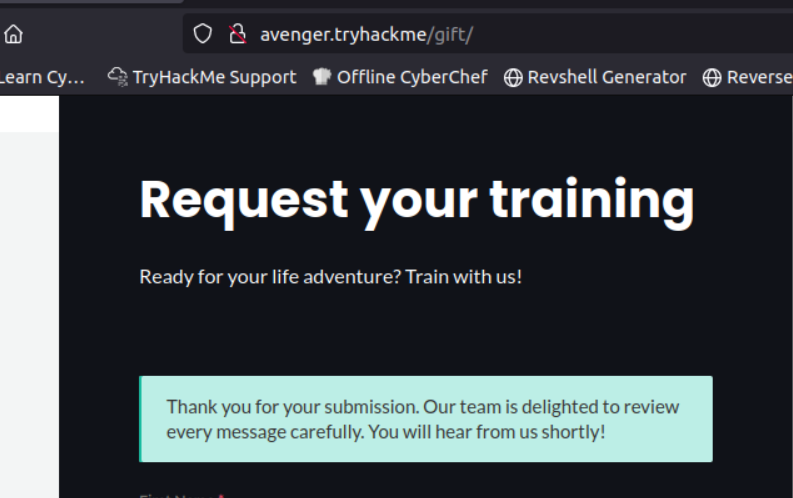 avenger.tryhackme/gift/
Learn Cy... TryHackMe Support Offline CyberChef Revshell Generator Reverse
Request your training
Ready for your life adventure? Train with us!
Thank you for your submission. Our team is delighted to review
every message carefully. You will hear from us shortly!